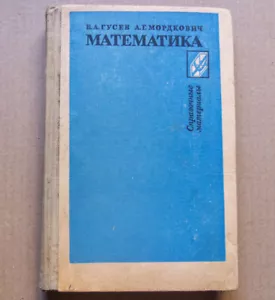 В.А.ГУСЕВ А.Г.МОРДКОВИЧ
МАТЕМАТИКА
Справочные
материалы